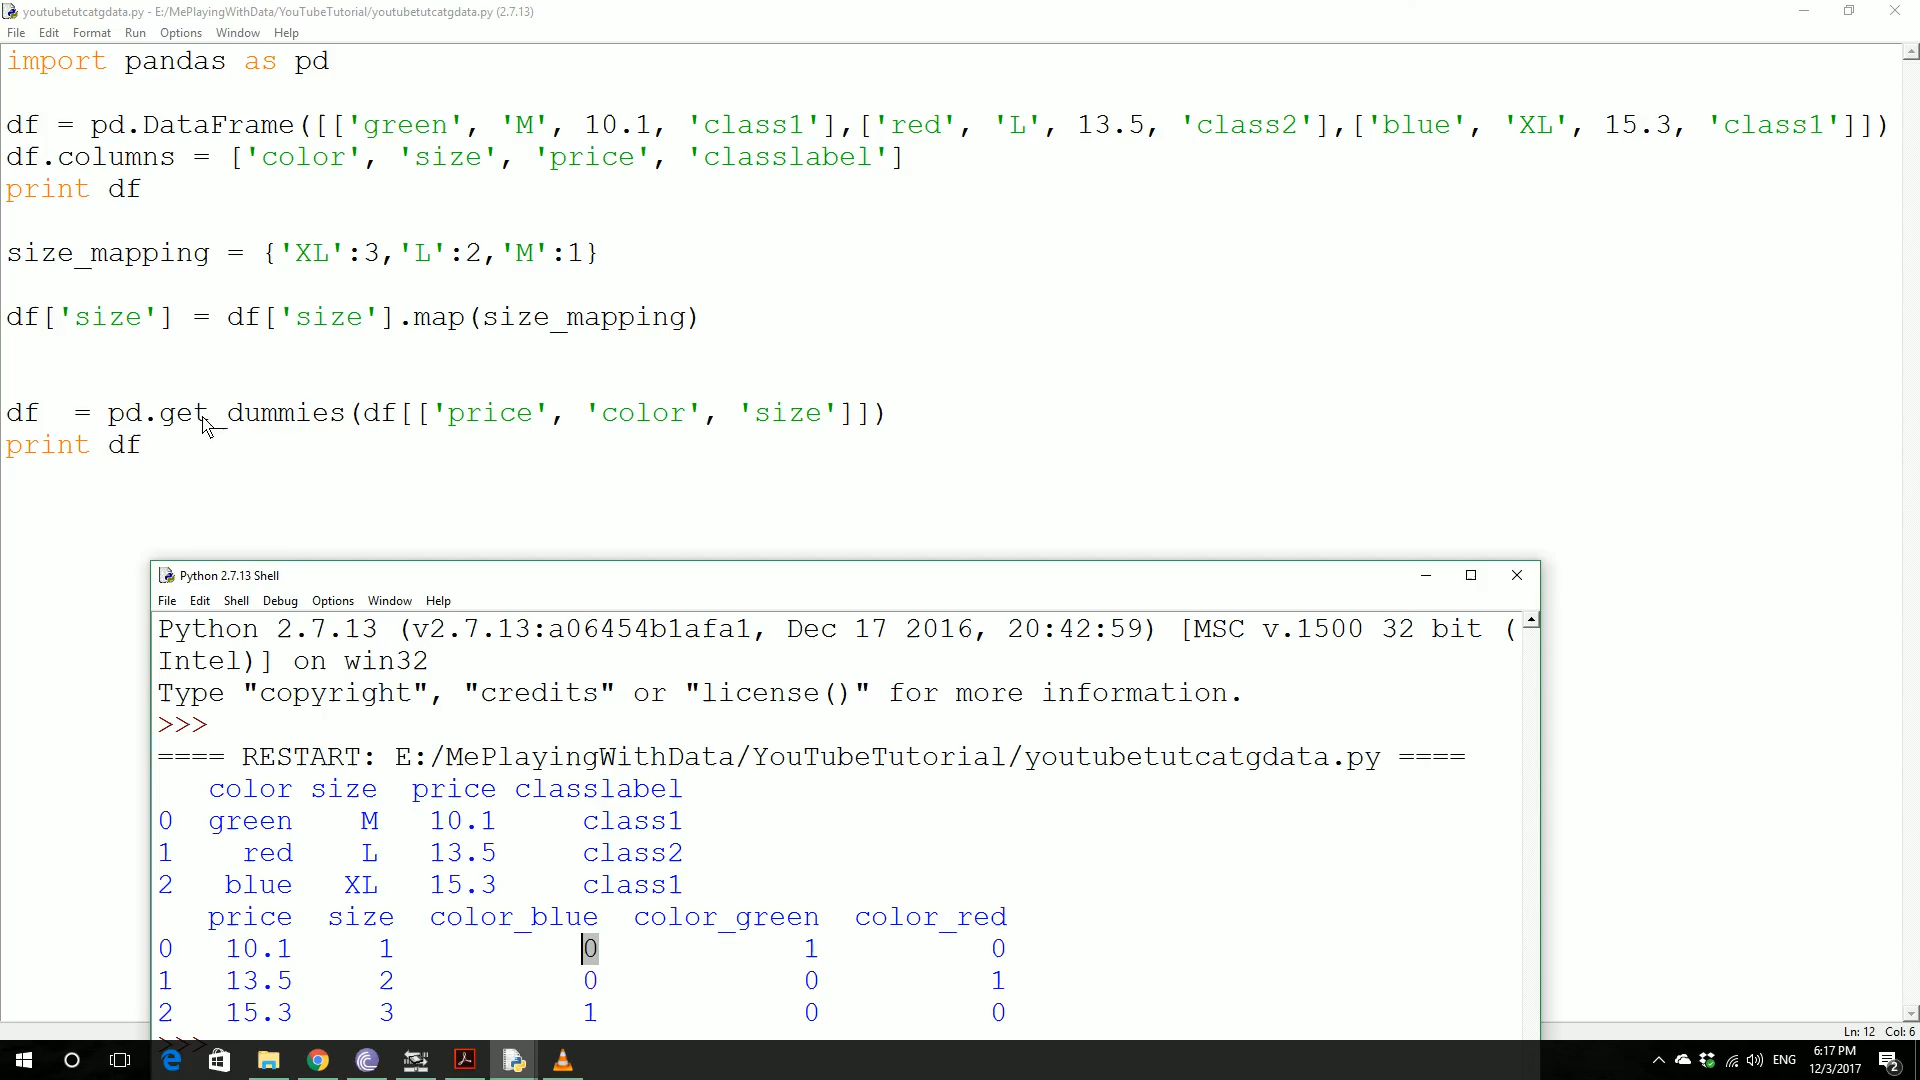 youtubetutcatgdata.py - E:/MePlayingWithData/YouTubeTutorial/youtubetutcatgdata.py (2.7.13)
File Edit Format Run Options Window Help
import pandas as pd
df = pd.DataFrame([['green', 'M', 10.1, 'class1'],['red', 'L', 13.5, 'class2'],['blue', 'XL', 15.3, 'class1']])
df.columns = ['color', 'size', 'price', 'classlabel']
print df
size_mapping = {'XL':3,'L':2,'M':1}
df['size'] = df['size'].map(size_mapping)
df  = pd.get_dummies(df[['price', 'color', 'size']])
print df
Python 2.7.13 Shell
File Edit Shell Debug Options Window Help
Python 2.7.13 (v2.7.13:a06454b1afa1, Dec 17 2016, 20:42:59) [MSC v.1500 32 bit (
Intel)] on win32
Type "copyright", "credits" or "license()" for more information.
>>>
==== RESTART: E:/MePlayingWithData/YouTubeTutorial/youtubetutcatgdata.py ====
color size price classlabel
0 green M 10.1 class1
1 red L 13.5 class2
2 blue XL 15.3 class1
price size color_blue color_green color_red
0 10.1 1 0 1 0
1 13.5 2 0 0 1
2 15.3 3 1 0 0
>>>
Ln: 12 Col: 6
ENG
6:17 PM
12/3/2017
2